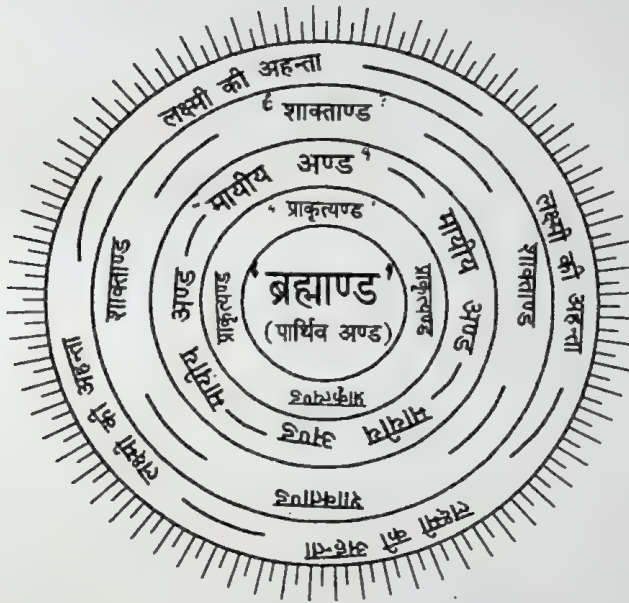 लक्ष्मी की अहन्ता
शाक्ताण्ड
मायीय अण्ड
प्राकृत्यण्ड
'ब्रह्माण्ड'
(पार्थिव अण्ड)
प्राकृत्यण्ड
मायीय अण्ड
शाक्ताण्ड
लक्ष्मी की अहन्ता
प्राकृत्यण्ड
मायीय अण्ड
शाक्ताण्ड
लक्ष्मी की अहन्ता
प्राकृत्यण्ड
मायीय अण्ड
शाक्ताण्ड
लक्ष्मी की अहन्ता